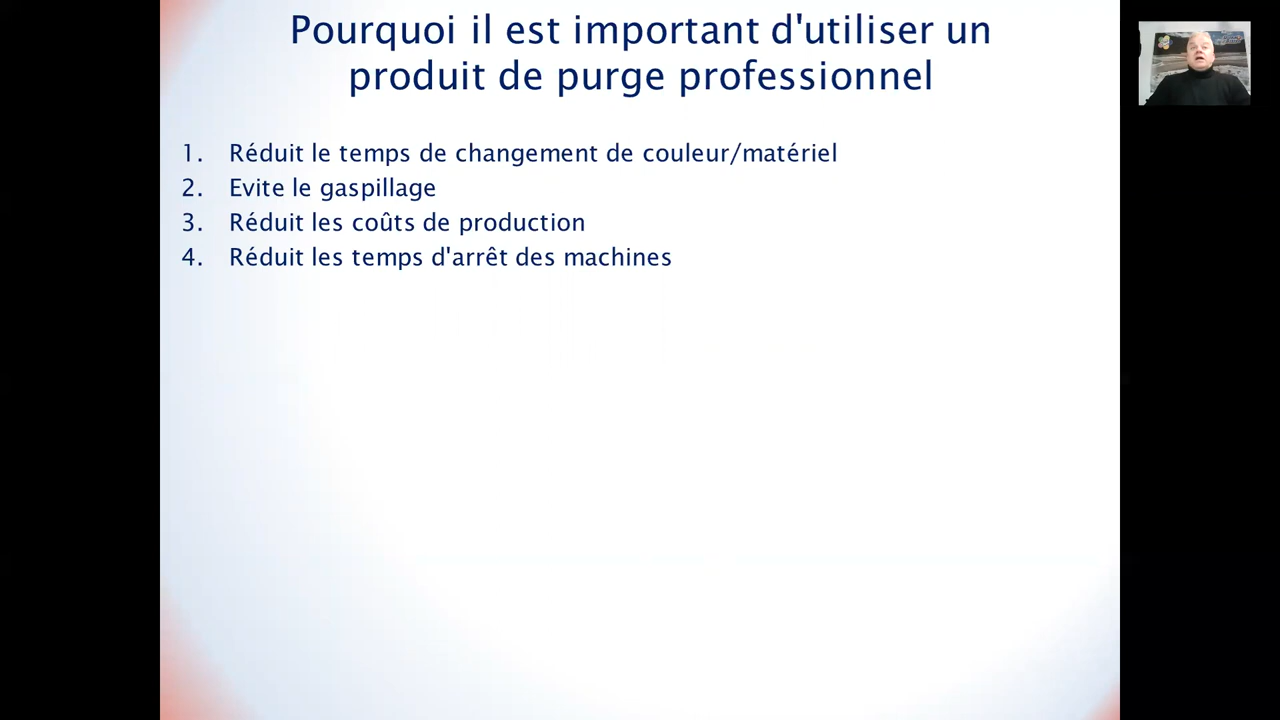 Pourquoi il est important d'utiliser un
produit de purge professionnel
1. Réduit le temps de changement de couleur/matériel
2. Evite le gaspillage
3. Réduit les coûts de production
4. Réduit les temps d'arrêt des machines